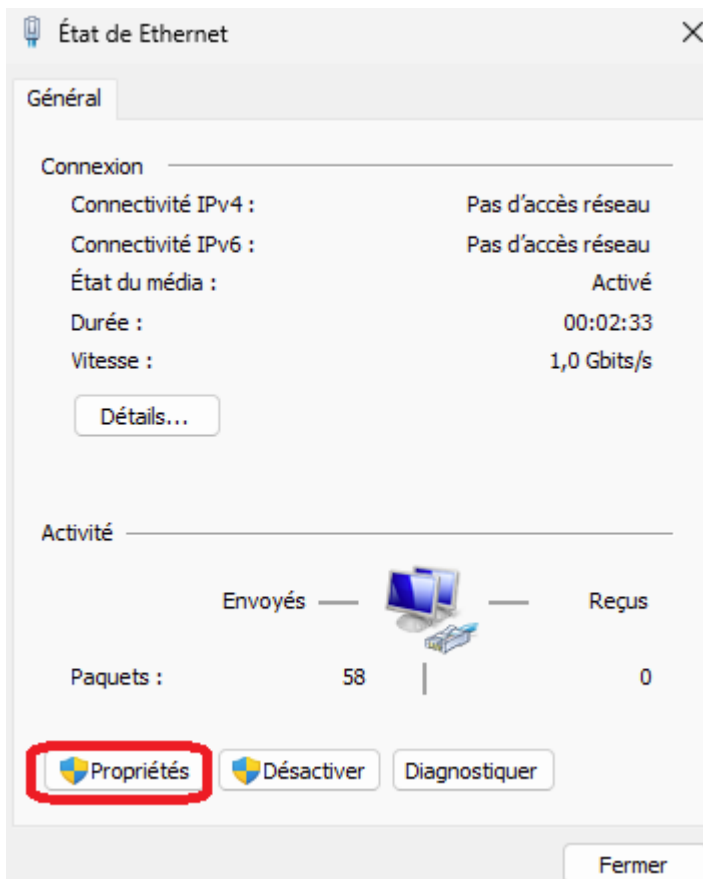 État de Ethernet
Général
Connexion
Connectivité IPv4 : Pas d’accès réseau
Connectivité IPv6 : Pas d’accès réseau
État du média : Activé
Durée : 00:02:33
Vitesse : 1,0 Gbits/s
Détails...
Activité
Envoyés Reçus
Paquets : 58 0
Propriétés Désactiver Diagnostiquer
Fermer